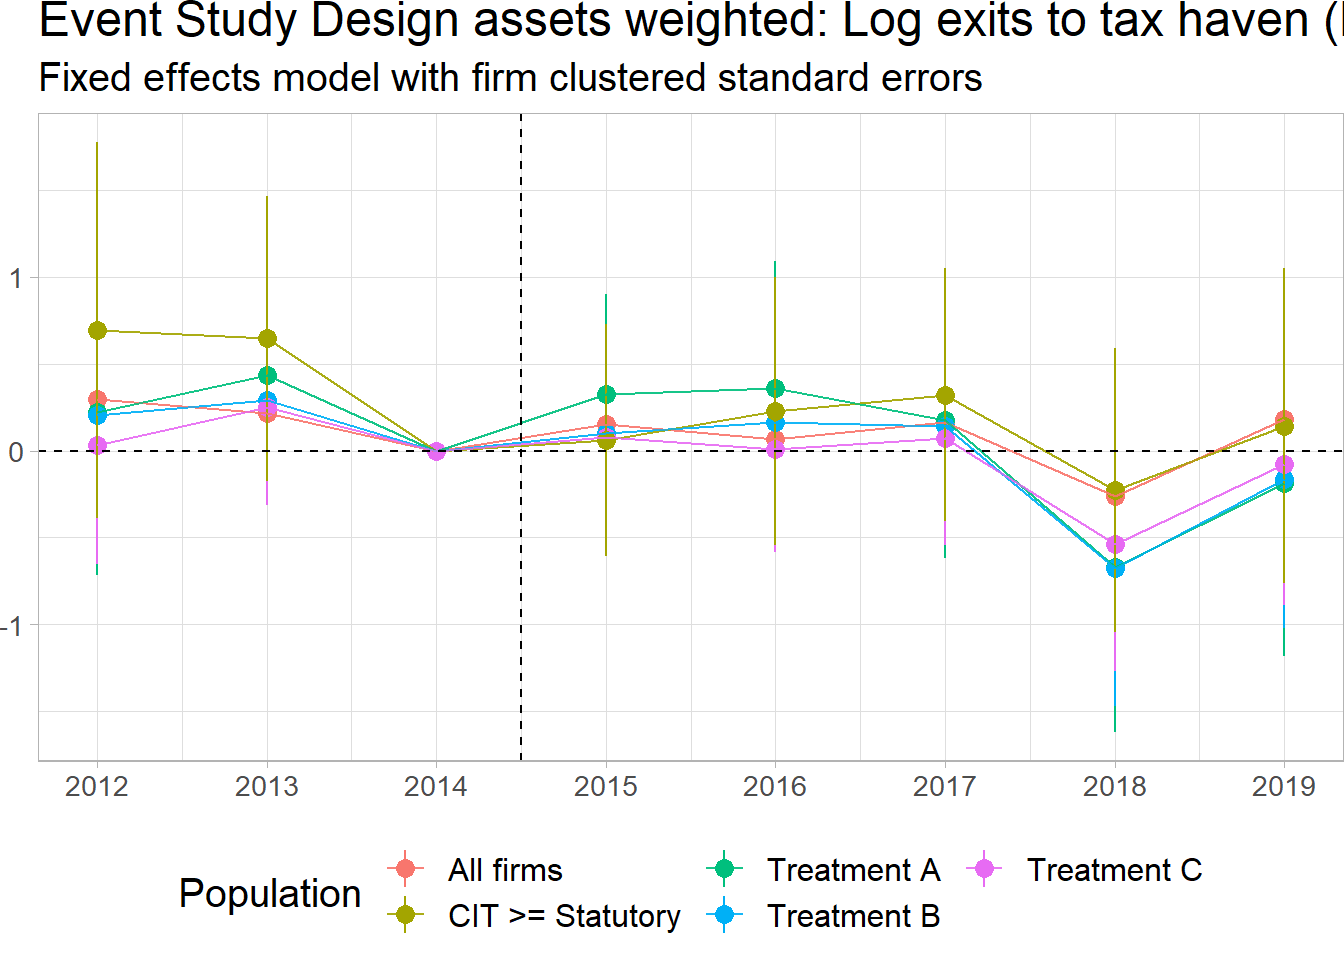 Event Study Design assets weighted: Log exits to tax haven (
Fixed effects model with firm clustered standard errors
1
0
-1
2012 2013 2014 2015 2016 2017 2018 2019
Population
All firms Treatment A Treatment C
CIT >= Statutory Treatment B